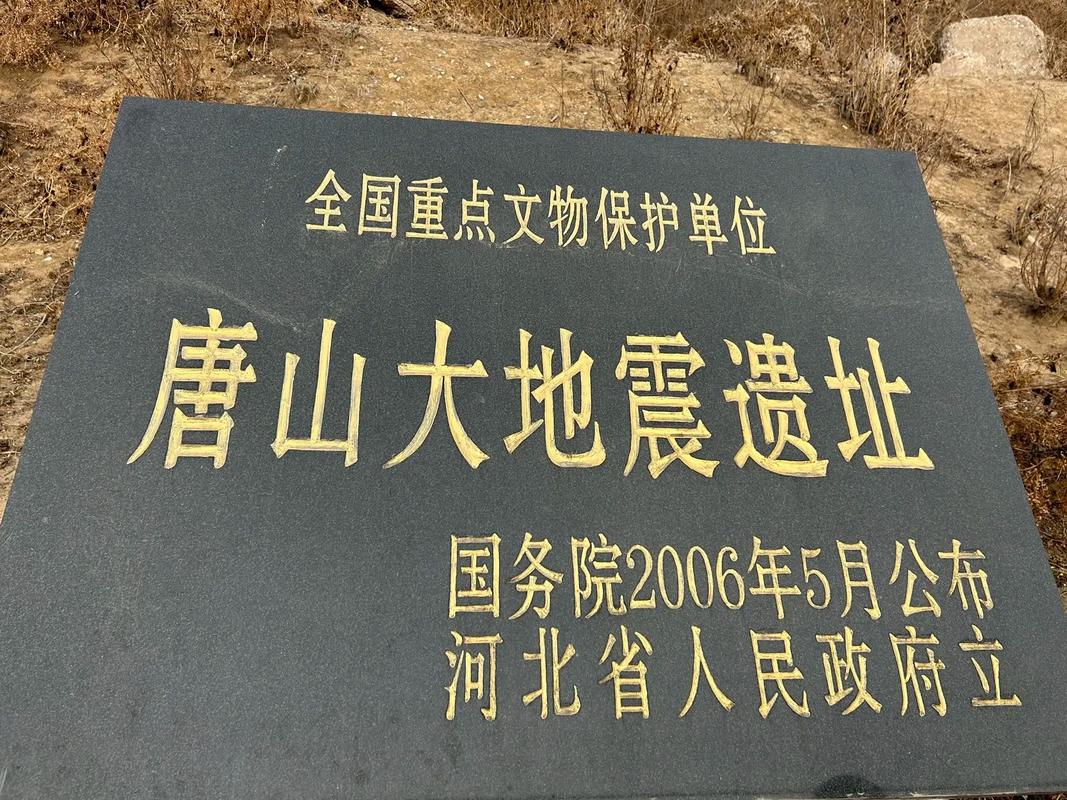 全国重点文物保护单位
唐山大地震遗址
国务院2006年5月公布
河北省人民政府立